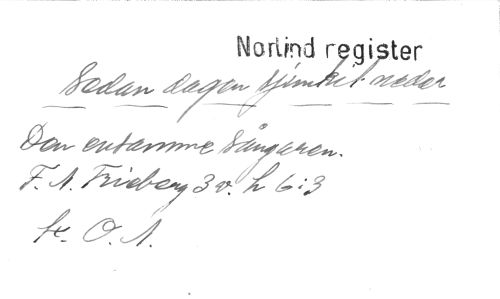 Norlind register
Sedan dagen sjunkit neder
Den ensamme sångaren.
F. A. Frieberg 3 v. h 6:3
fr. O. A.